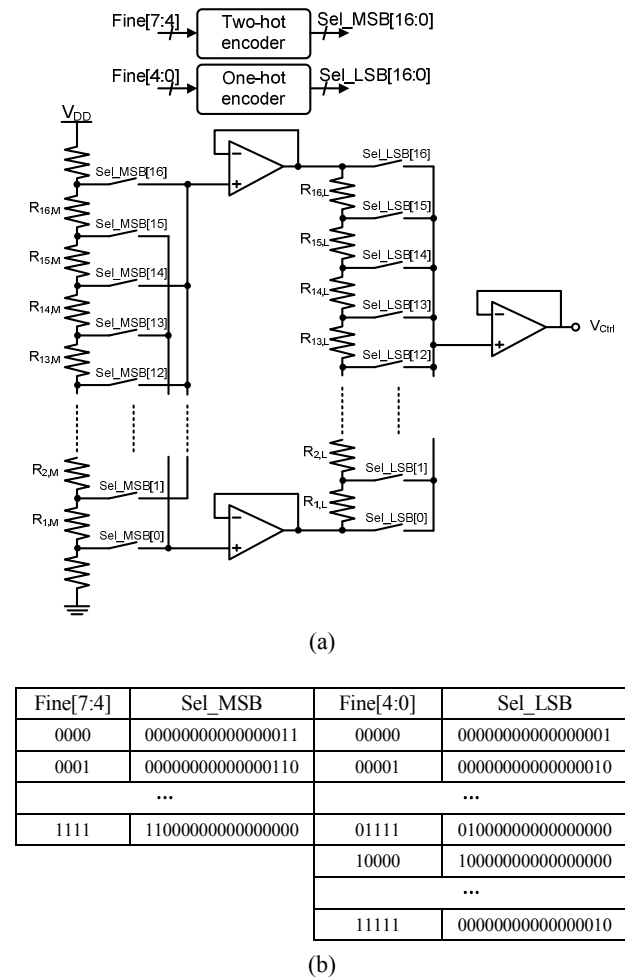 Fine[7:4]
Two-hot
encoder
Sel_MSB[16:0]
Fine[4:0]
One-hot
encoder
Sel_LSB[16:0]
VDD
Sel_MSB[16]
R16,M
Sel_MSB[15]
R15,M
Sel_MSB[14]
R14,M
Sel_MSB[13]
R13,M
Sel_MSB[12]
R2,M
Sel_MSB[1]
R1,M
Sel_MSB[0]
−
+
−
+
Sel_LSB[16]
R16,L
Sel_LSB[15]
R15,L
Sel_LSB[14]
R14,L
Sel_LSB[13]
R13,L
Sel_LSB[12]
R2,L
Sel_LSB[1]
R1,L
Sel_LSB[0]
−
+
VCtrl
(a)
Fine[7:4] Sel_MSB Fine[4:0] Sel_LSB
0000 00000000000000011 00000 00000000000000001
0001 00000000000000110 00001 00000000000000010
... ...
1111 11000000000000000 01111 01000000000000000
10000 10000000000000000
...
11111 00000000000000010
(b)